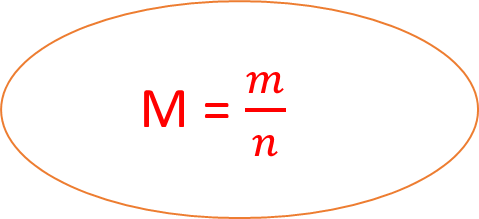 M = m/n